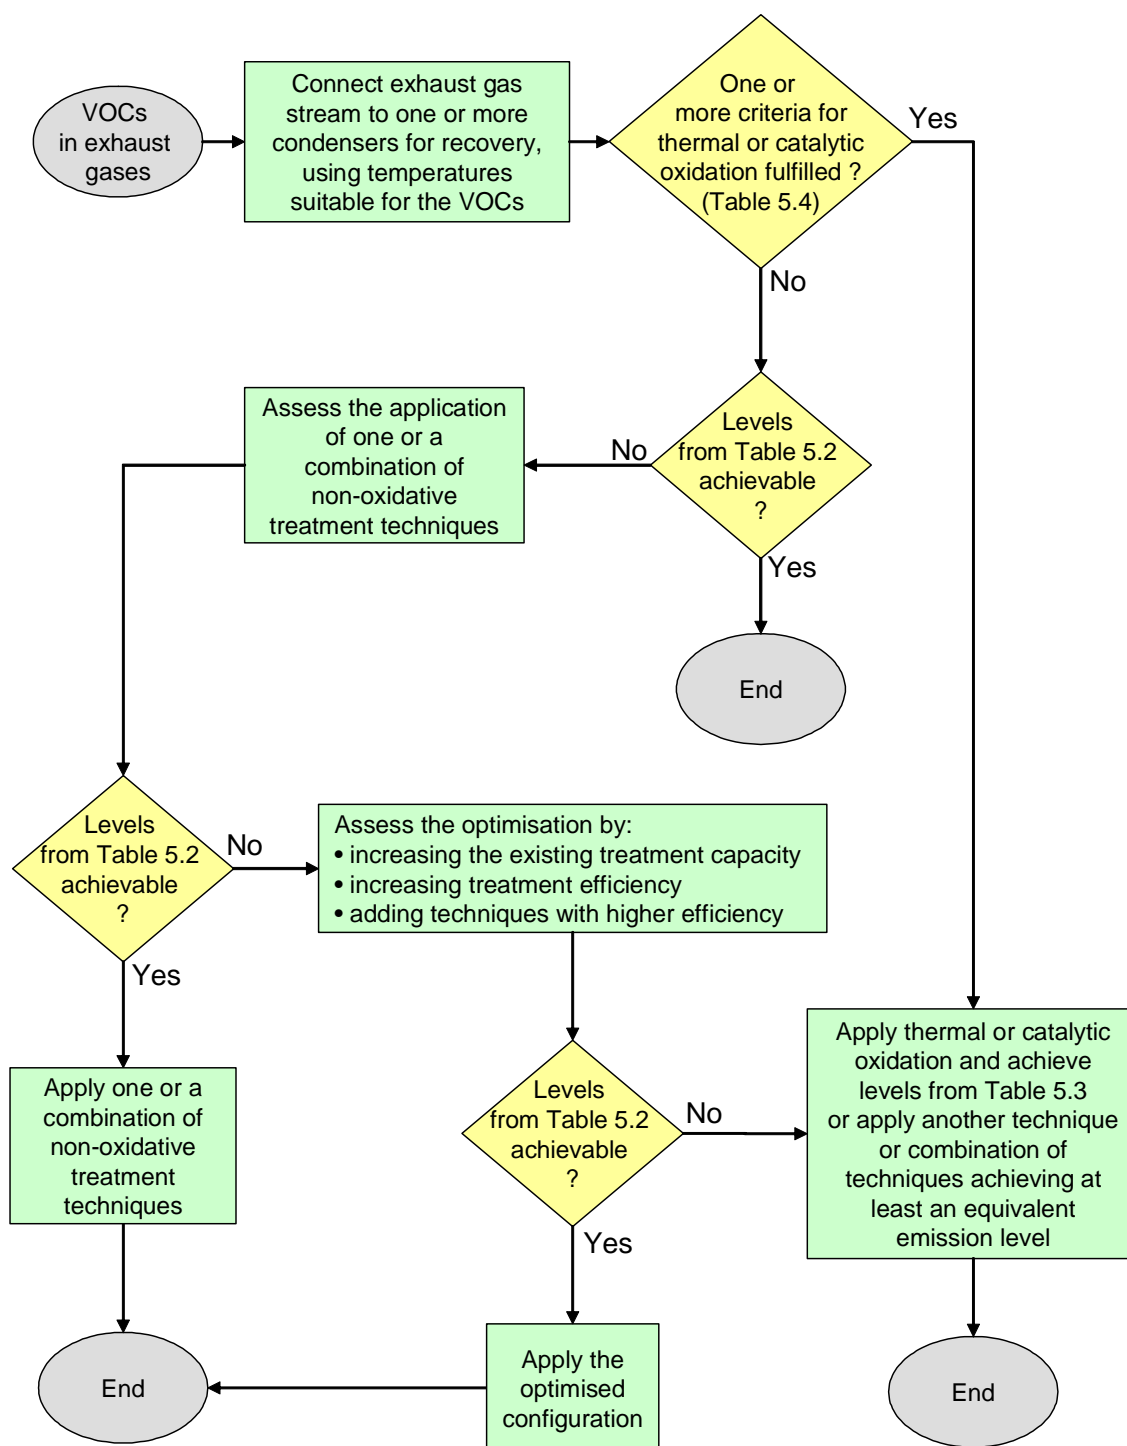 VOCs
in exhaust
gases
Connect exhaust gas
stream to one or more
condensers for recovery,
using temperatures
suitable for the VOCs
One or
more criteria for
thermal or catalytic
oxidation fulfilled ?
(Table 5.4)
Yes
No
Levels
from Table 5.2
achievable
?
No
Yes
Assess the application
of one or a
combination of
non-oxidative
treatment techniques
End
Levels
from Table 5.2
achievable
?
No
Yes
Assess the optimisation by:
• increasing the existing treatment capacity
• increasing treatment efficiency
• adding techniques with higher efficiency
Apply one or a
combination of
non-oxidative
treatment
techniques
Levels
from Table 5.2
achievable
?
No
Yes
Apply thermal or catalytic
oxidation and achieve
levels from Table 5.3
or apply another technique
or combination of
techniques achieving at
least an equivalent
emission level
End
Apply the
optimised
configuration
End